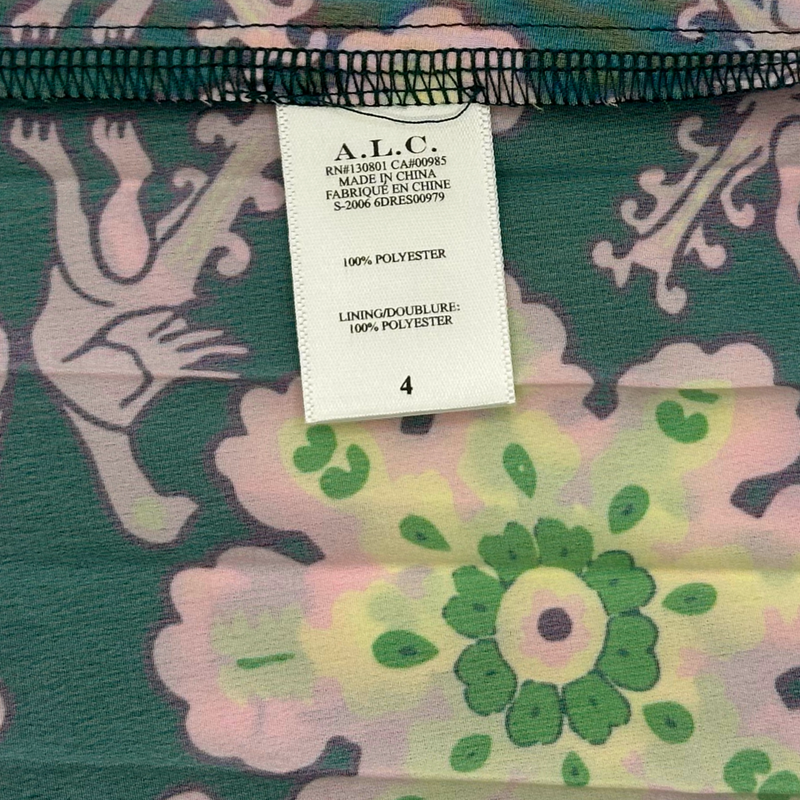 A.L.C.
RN#130801 CA#00985
MADE IN CHINA
FABRIQUÉ EN CHINE
S-2006 6DRES00979
100% POLYESTER
LINING/DOUBLURE:
100% POLYESTER
4